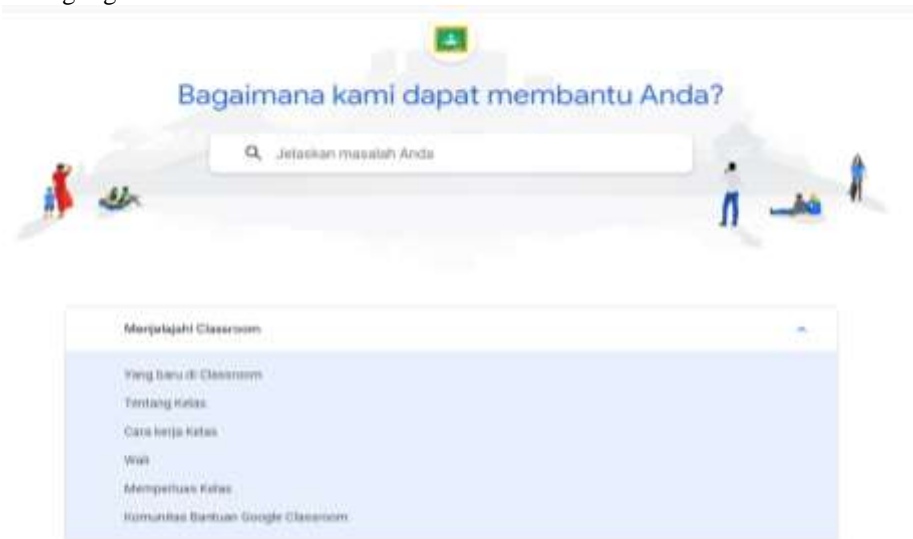 Bagaimana kami dapat membantu Anda?
Jelaskan masalah Anda
Menjelajahi Classroom
Yang baru di Classroom
Tentang Kelas
Cara kerja Kelas
Wali
Memperluas Kelas
Komunitas Bantuan Google Classroom